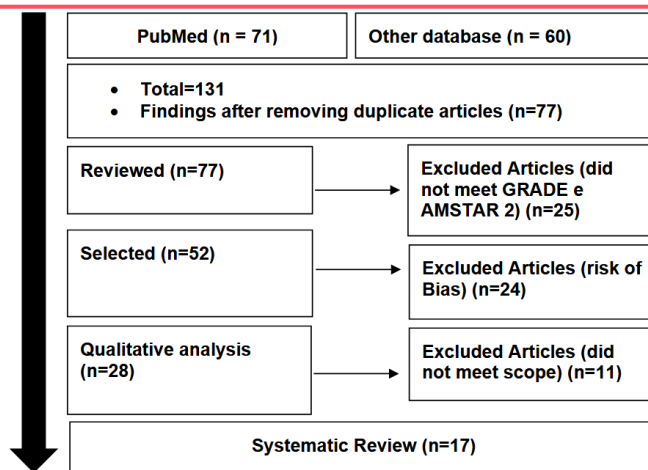 PubMed (n = 71)
Other database (n = 60)
• Total=131
• Findings after removing duplicate articles (n=77)
Reviewed (n=77)
Excluded Articles (did
not meet GRADE e
AMSTAR 2) (n=25)
Selected (n=52)
Excluded Articles (risk of
Bias) (n=24)
Qualitative analysis
(n=28)
Excluded Articles (did
not meet scope) (n=11)
Systematic Review (n=17)